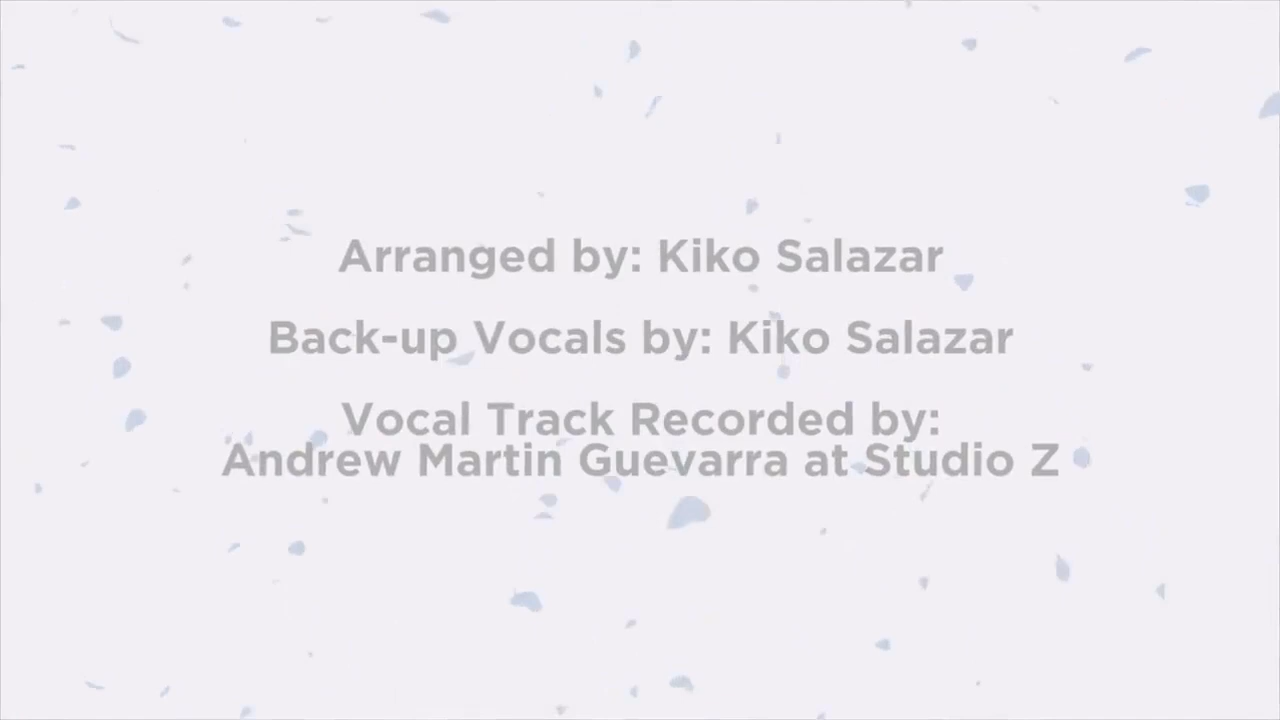 Arranged by: Kiko Salazar
Back-up Vocals by: Kiko Salazar
Vocal Track Recorded by:
Andrew Martin Guevarra at Studio Z